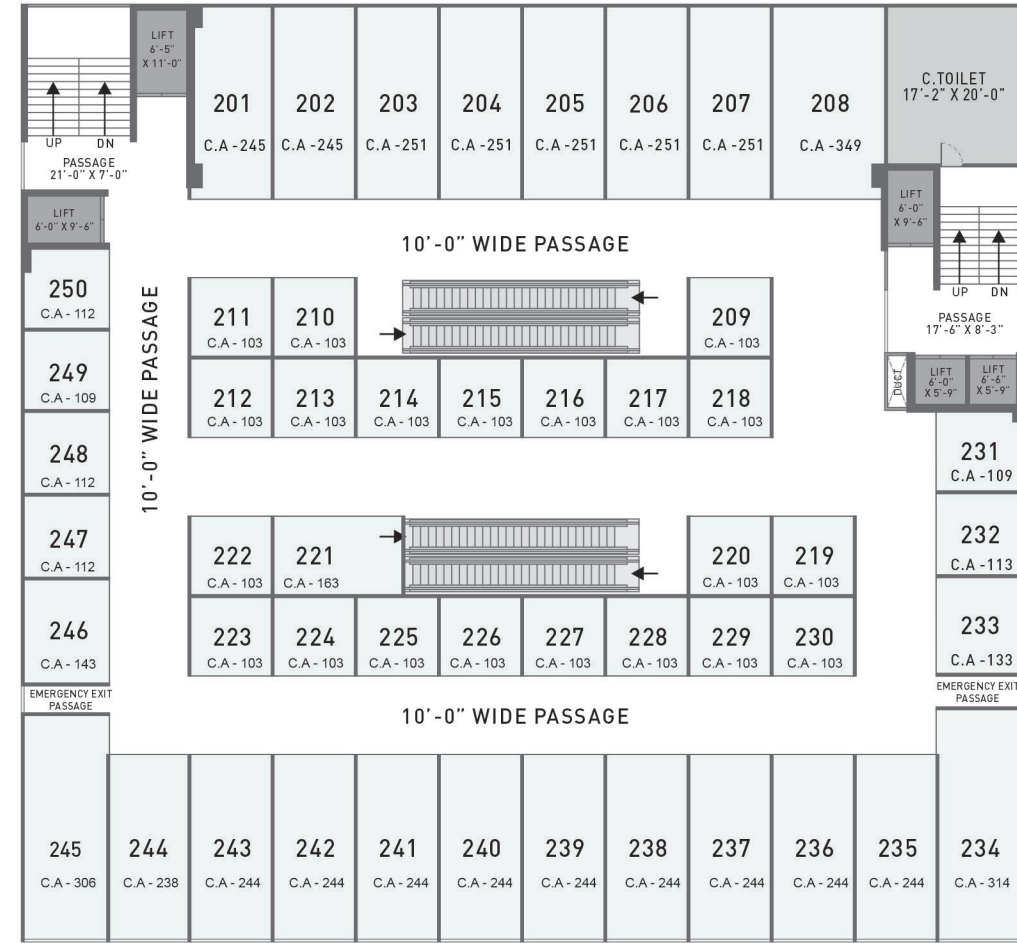 LIFT
6'-5"
X 11'-0"
201
C.A -245
202
C.A -245
203
C.A -251
204
C.A -251
205
C.A -251
206
C.A -251
207
C.A -251
208
C.A -349
C.TOILET
17'-2" X 20'-0"
UP
DN
PASSAGE
21'-0" X 7'-0"
LIFT
6'-0" X 9'-6"
LIFT
6'-0"
X 9'-6"
10'-0" WIDE PASSAGE
UP
DN
PASSAGE
17'-6" X 8'-3"
250
C.A - 112
10'-0" WIDE PASSAGE
211
C.A - 103
210
C.A - 103
209
C.A - 103
249
C.A - 109
212
C.A - 103
213
C.A - 103
214
C.A - 103
215
C.A - 103
216
C.A - 103
217
C.A - 103
218
C.A - 103
DUCT
LIFT
6'-0"
X 5'-9"
LIFT
6'-6"
X 5'-9"
248
C.A - 112
231
C.A -109
247
C.A - 112
222
C.A - 103
221
C.A - 163
220
C.A - 103
219
C.A - 103
232
C.A -113
246
C.A - 143
223
C.A - 103
224
C.A - 103
225
C.A - 103
226
C.A - 103
227
C.A - 103
228
C.A - 103
229
C.A - 103
230
C.A - 103
233
C.A -133
EMERGENCY EXIT
PASSAGE
EMERGENCY EXIT
PASSAGE
10'-0" WIDE PASSAGE
245
C.A - 306
244
C.A - 238
243
C.A - 244
242
C.A - 244
241
C.A - 244
240
C.A - 244
239
C.A - 244
238
C.A - 244
237
C.A - 244
236
C.A - 244
235
C.A - 244
234
C.A - 314